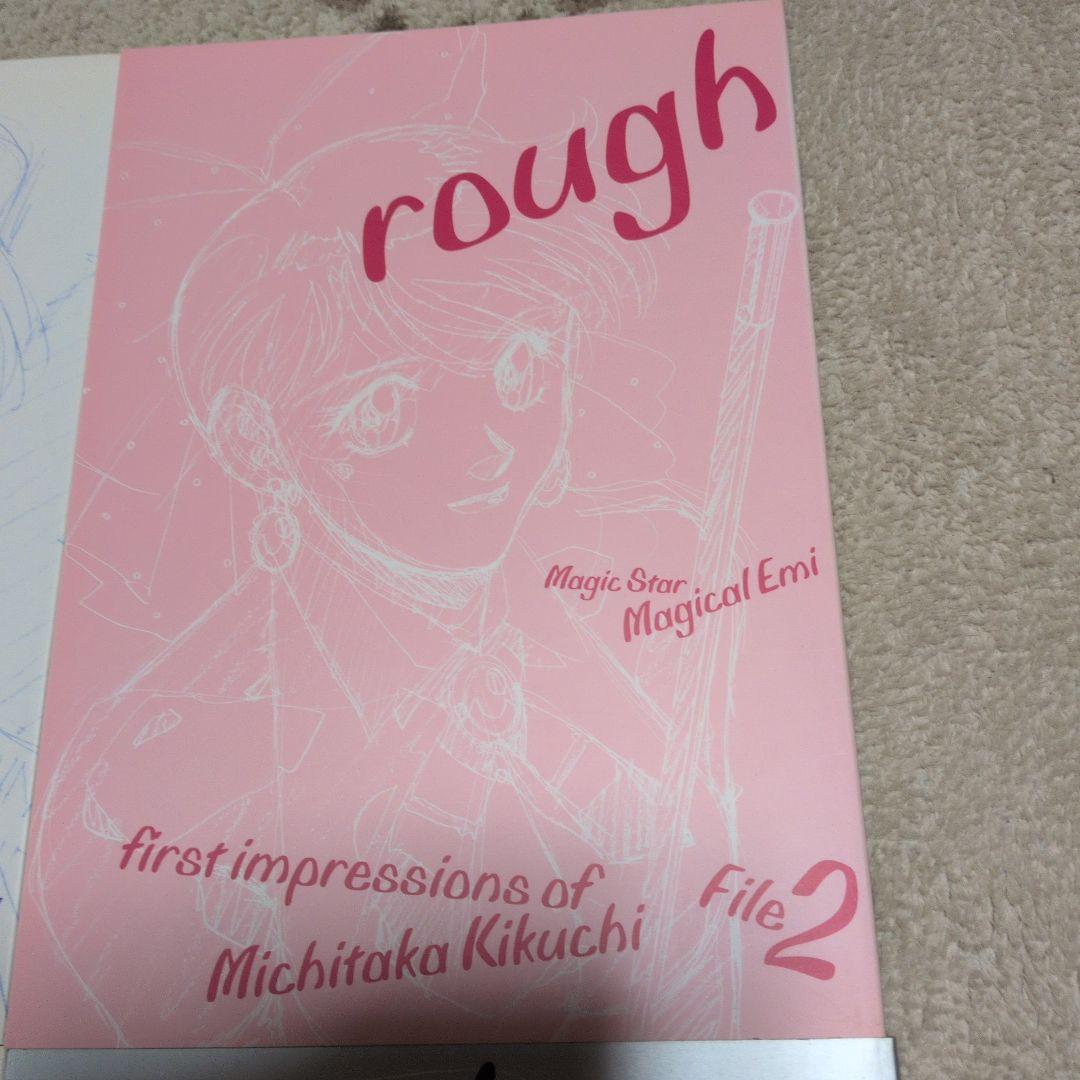 rough
Magic Star
Magical Emi
first impressions of
Michitaka Kikuchi
File 2